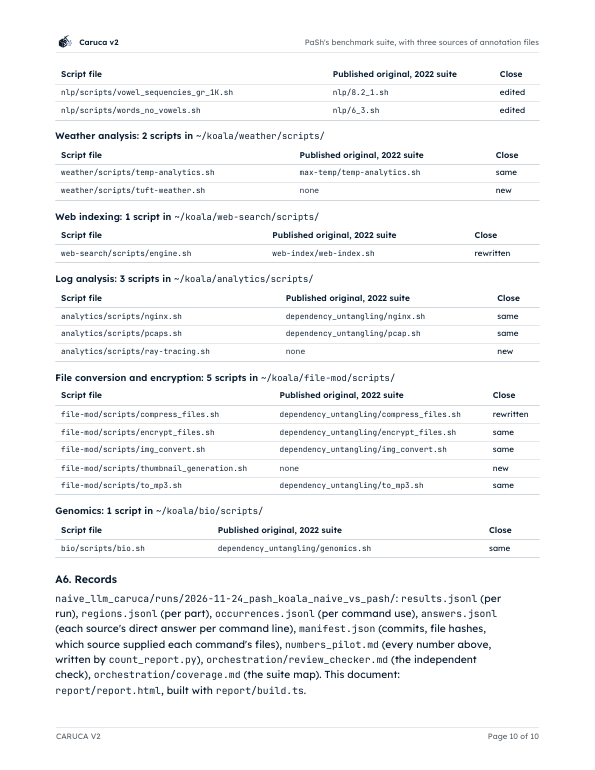 Caruca v2
PaSh's benchmark suite, with three sources of annotation files
Script file Published original, 2022 suite Close
nlp/scripts/vowel_sequencies_gr_1K.sh nlp/8.2_1.sh edited
nlp/scripts/words_no_vowels.sh nlp/6_3.sh edited
Weather analysis: 2 scripts in ~/koala/weather/scripts/
Script file Published original, 2022 suite Close
weather/scripts/temp-analytics.sh max-temp/temp-analytics.sh same
weather/scripts/tuft-weather.sh none new
Web indexing: 1 script in ~/koala/web-search/scripts/
Script file Published original, 2022 suite Close
web-search/scripts/engine.sh web-index/web-index.sh rewritten
Log analysis: 3 scripts in ~/koala/analytics/scripts/
Script file Published original, 2022 suite Close
analytics/scripts/nginx.sh dependency_untangling/nginx.sh same
analytics/scripts/pcaps.sh dependency_untangling/pcap.sh same
analytics/scripts/ray-tracing.sh none new
File conversion and encryption: 5 scripts in ~/koala/file-mod/scripts/
Script file Published original, 2022 suite Close
file-mod/scripts/compress_files.sh dependency_untangling/compress_files.sh rewritten
file-mod/scripts/encrypt_files.sh dependency_untangling/encrypt_files.sh same
file-mod/scripts/img_convert.sh dependency_untangling/img_convert.sh same
file-mod/scripts/thumbnail_generation.sh none new
file-mod/scripts/to_mp3.sh dependency_untangling/to_mp3.sh same
Genomics: 1 script in ~/koala/bio/scripts/
Script file Published original, 2022 suite Close
bio/scripts/bio.sh dependency_untangling/genomics.sh same
A6. Records
naive_llm_caruca/runs/2026-11-24_pash_koala_naive_vs_pash/: results.jsonl (per
run), regions.jsonl (per part), occurrences.jsonl (per command use), answers.jsonl
(each source's direct answer per command line), manifest.json (commits, file hashes,
which source supplied each command's files), numbers_pilot.md (every number above,
written by count_report.py), orchestration/review_checker.md (the independent
check), orchestration/coverage.md (the suite map). This document:
report/report.html, built with report/build.ts.
CARUCA V2
Page 10 of 10